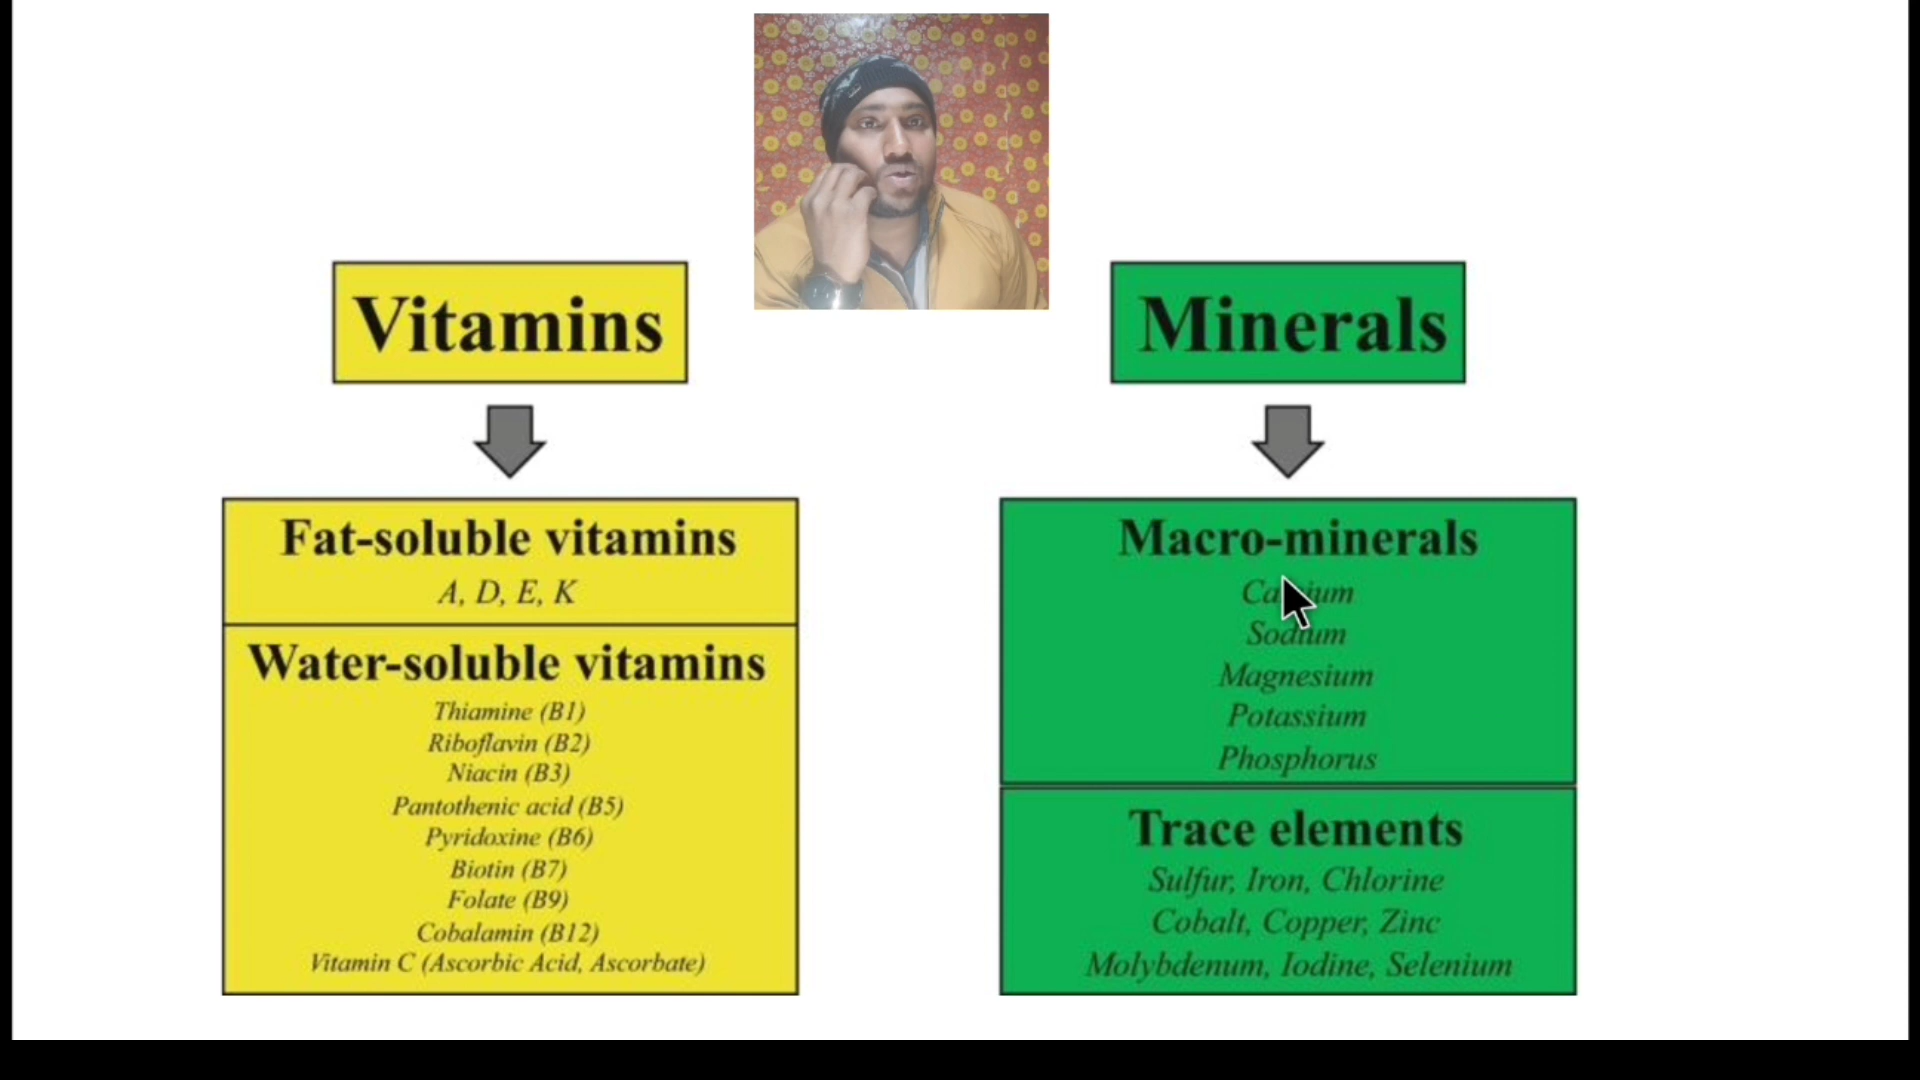 Vitamins
Fat-soluble vitamins
A, D, E, K
Water-soluble vitamins
Thiamine (B1)
Riboflavin (B2)
Niacin (B3)
Pantothenic acid (B5)
Pyridoxine (B6)
Biotin (B7)
Folate (B9)
Cobalamin (B12)
Vitamin C (Ascorbic Acid, Ascorbate)
Minerals
Macro-minerals
Calcium
Sodium
Magnesium
Potassium
Phosphorus
Trace elements
Sulfur, Iron, Chlorine
Cobalt, Copper, Zinc
Molybdenum, Iodine, Selenium